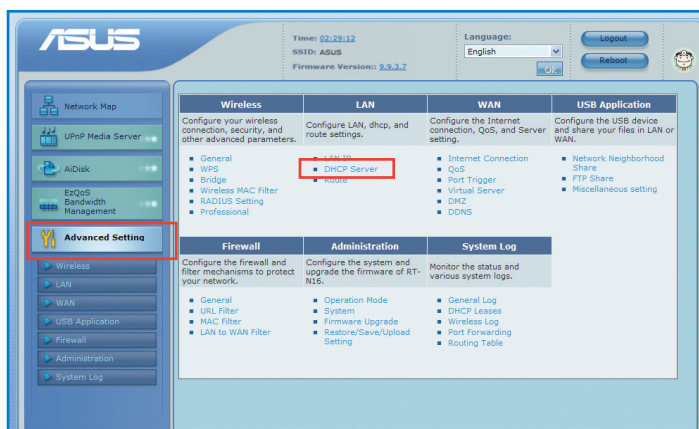 ASUS
Time: 02:29:12
SSID: ASUS
Firmware Version:: 9.9.3.7
Language:
English
OK
Logout
Reboot
Network Map
UPnP Media Server
AiDisk
EzQoS
Bandwidth
Management
Advanced Setting
Wireless
LAN
WAN
USB Application
Firewall
Administration
System Log
Wireless
Configure your wireless
connection, security, and
other advanced parameters.
General
WPS
Bridge
Wireless MAC Filter
RADIUS Setting
Professional
LAN
Configure LAN, dhcp, and
route settings.
LAN IP
DHCP Server
Route
WAN
Configure the Internet
connection, QoS, and Server
setting.
Internet Connection
QoS
Port Trigger
Virtual Server
DMZ
DDNS
USB Application
Configure the USB device
and share your files in LAN or
WAN.
Network Neighborhood
Share
FTP Share
Miscellaneous setting
Firewall
Configure the firewall and
filter mechanisms to protect
your network.
General
URL Filter
MAC Filter
LAN to WAN Filter
Administration
Configure the system and
upgrade the firmware of RT-
N16.
Operation Mode
System
Firmware Upgrade
Restore/Save/Upload
Setting
System Log
Monitor the status and
various system logs.
General Log
DHCP Leases
Wireless Log
Port Forwarding
Routing Table